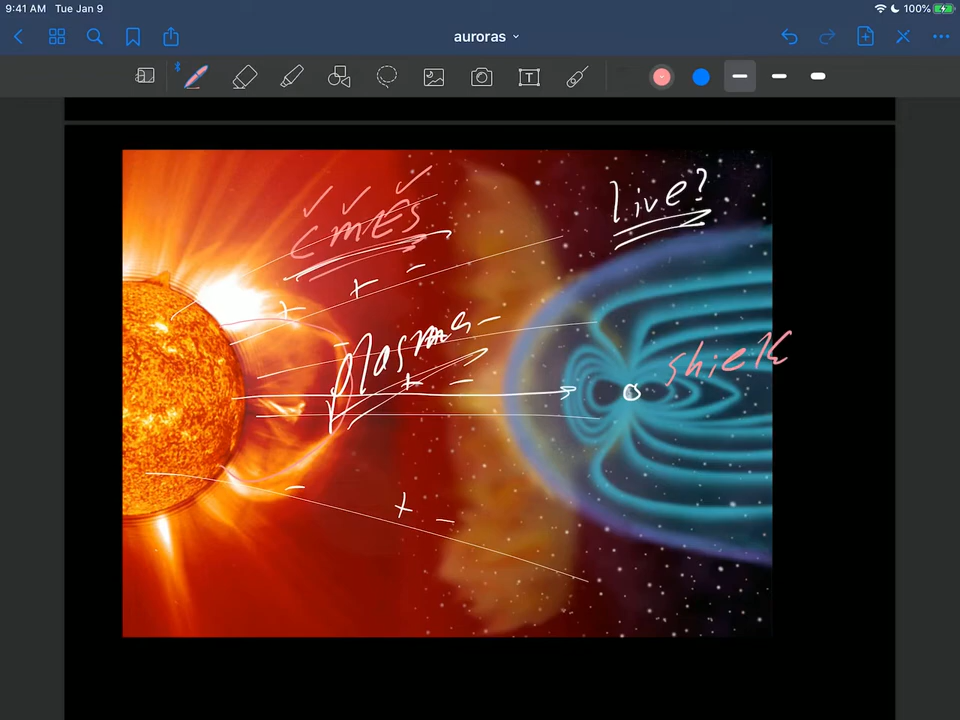 9:41 AM Tue Jan 9
100%
auroras
T
live?
CMEs
+ -
+
plasma -
-
+ -
shield
-
+ -